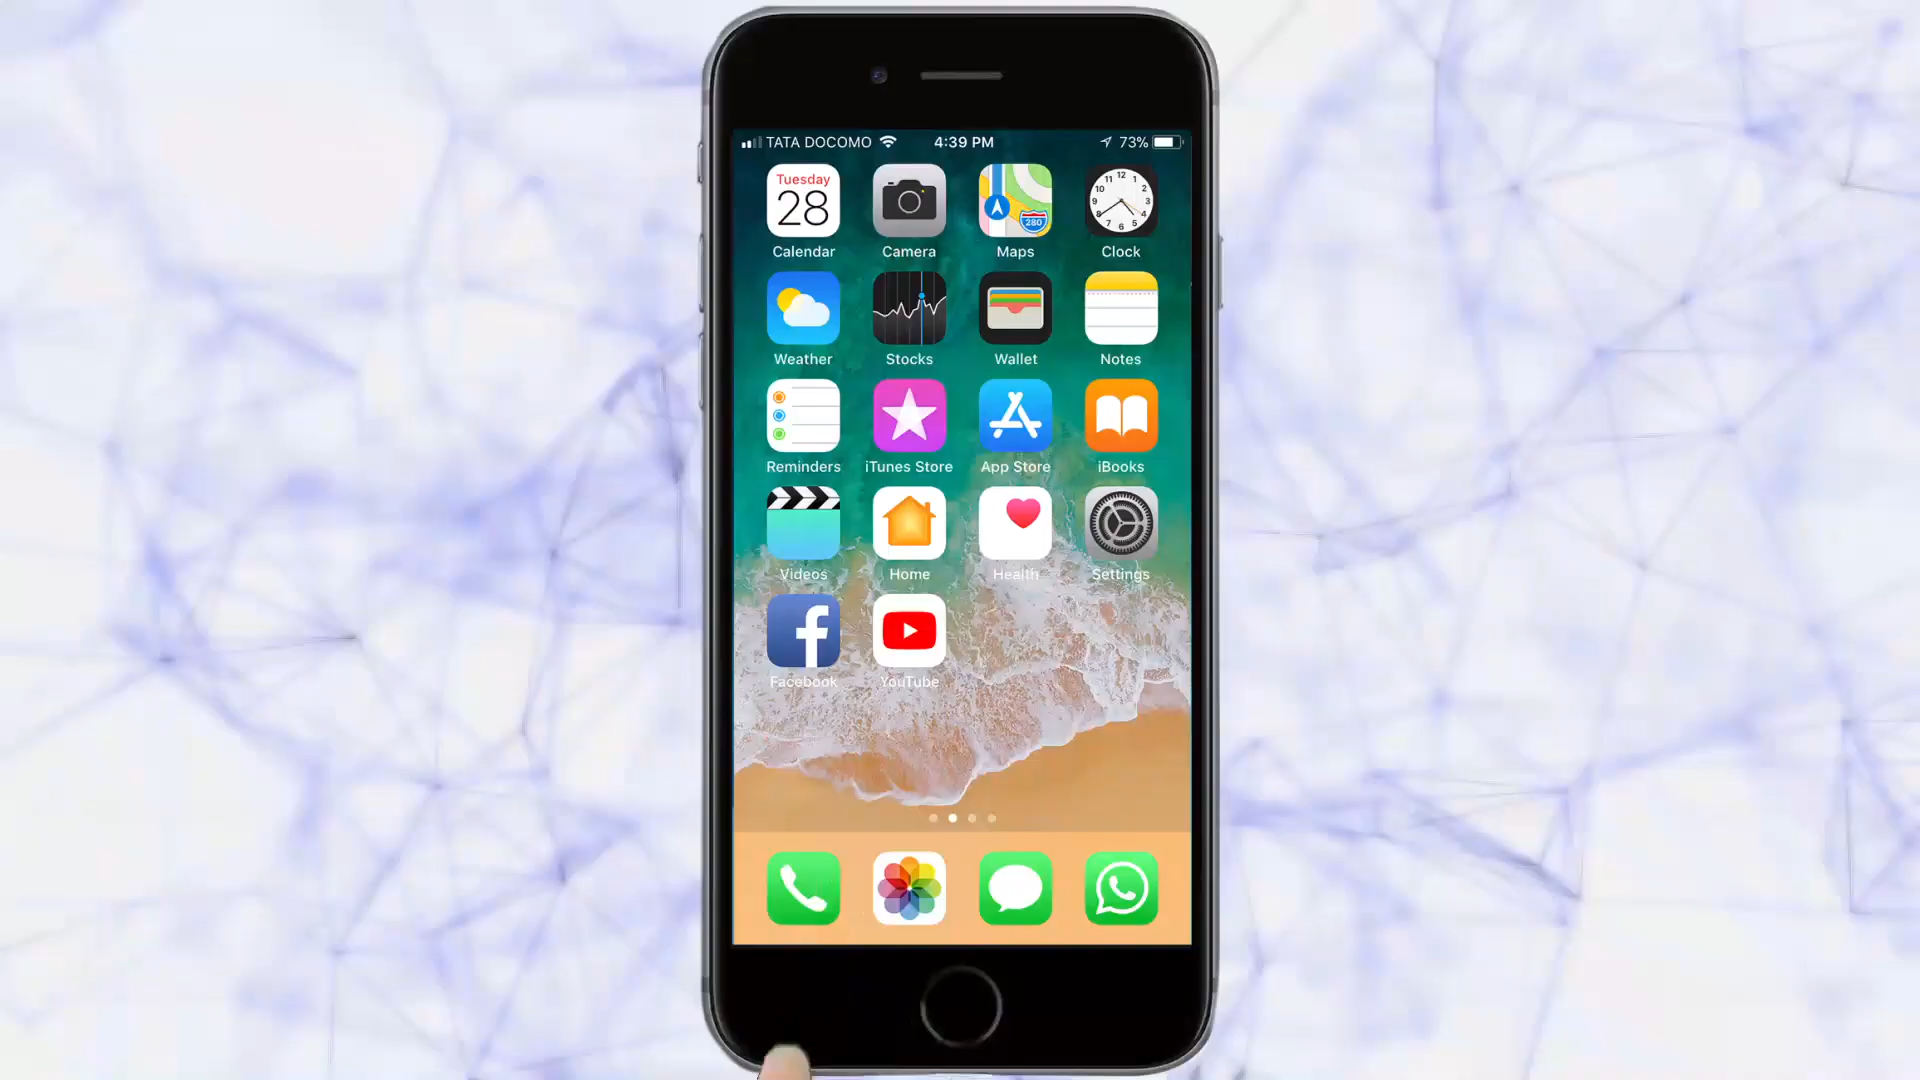 TATA DOCOMO 4:39 PM 73%
Tuesday
28
280
Calendar Camera Maps Clock
Weather Stocks Wallet Notes
Reminders iTunes Store App Store iBooks
Videos Home Health Settings
Facebook YouTube